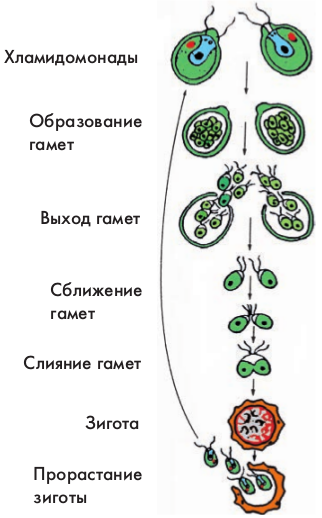 Хламидомонады
Образование
гамет
Выход гамет
Сближение
гамет
Слияние гамет
Зигота
Прорастание
зиготы